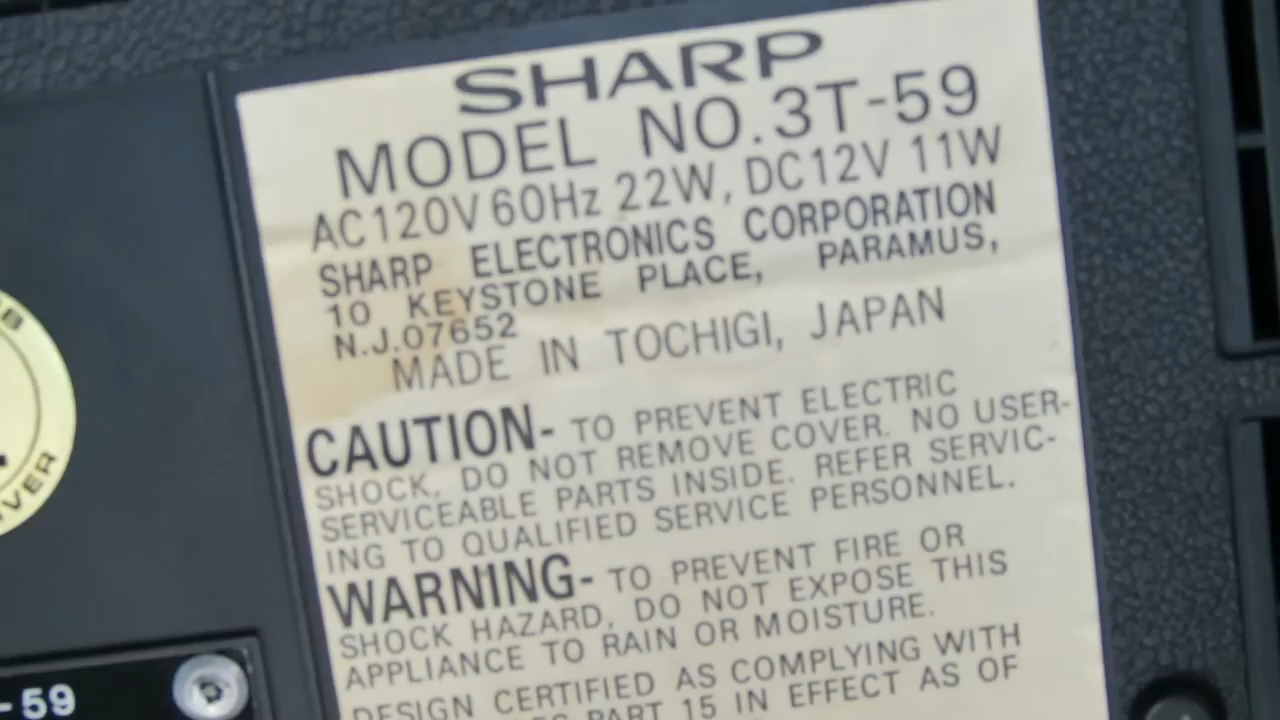 SHARP
MODEL NO.3T-59
AC120V 60Hz 22W, DC12V 11W
SHARP ELECTRONICS CORPORATION
10 KEYSTONE PLACE, PARAMUS,
N.J.07652
MADE IN TOCHIGI, JAPAN
CAUTION- TO PREVENT ELECTRIC
SHOCK, DO NOT REMOVE COVER. NO USER-
SERVICEABLE PARTS INSIDE. REFER SERVIC-
ING TO QUALIFIED SERVICE PERSONNEL.
WARNING- TO PREVENT FIRE OR
SHOCK HAZARD, DO NOT EXPOSE THIS
APPLIANCE TO RAIN OR MOISTURE.
DESIGN CERTIFIED AS COMPLYING WITH
PART 15 IN EFFECT AS OF
-59